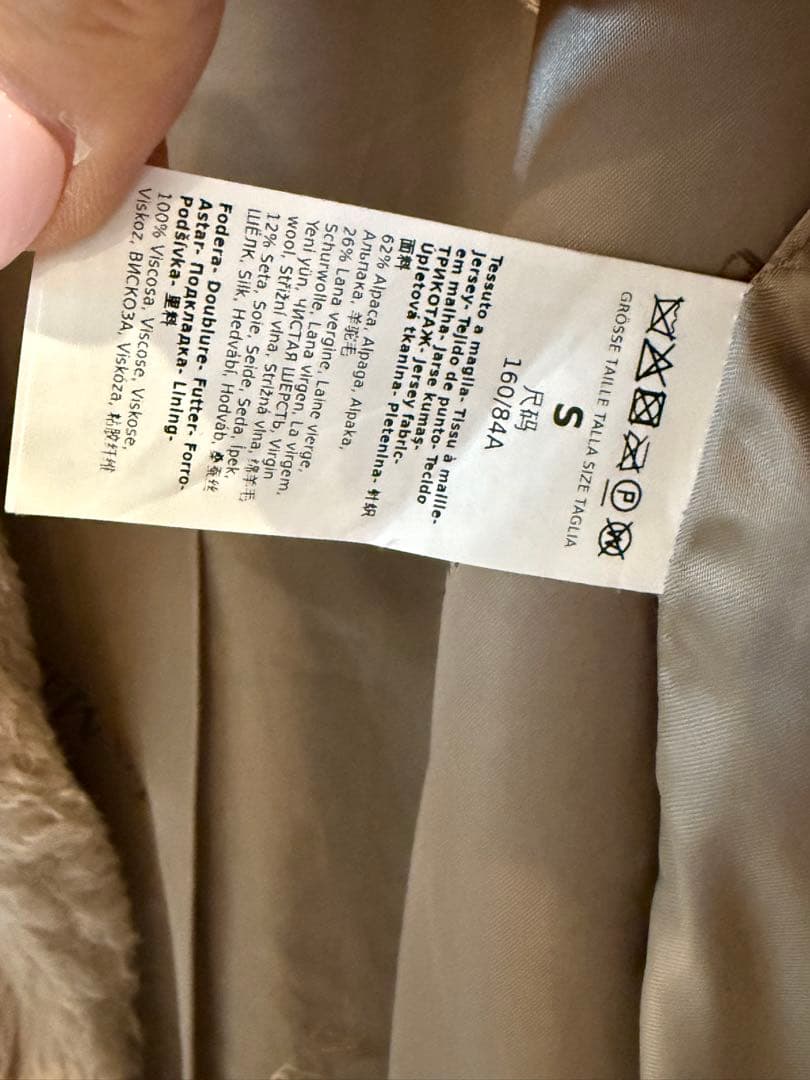 GRÖSSE TAILLE TALLA SIZE TAGLIA
S
尺码
160/84A
Tessuto a maglia- Tissu à maille-
Jersey- Tejido de punto- Tecido
em malha- Jarse kumaş-
ТРИКОТАЖ- Jersey fabric-
Úpletová tkanina- pletenina- 针织
面料
62% Alpaca, Alpaga, Alpaka,
Альпака, 羊驼毛
26% Lana vergine, Laine vierge,
Schurwolle, Lana virgen, La virgem,
Yeni yün, ЧИСТАЯ ШЕРСТЬ, Virgin
wool, Střižní vlna, Strižná vlna, 绵羊毛
12% Seta, Soie, Seide, Seda, İpek,
ШЁЛК, Silk, Hedvábí, Hodváb, 桑蚕丝
Fodera- Doublure- Futter- Forro-
Astar- Подкладка- Lining-
Podšívka- 里料
100% Viscosa, Viscose, Viskose,
Viskoz, ВИСКОЗА, Viskóza, 粘胶纤维